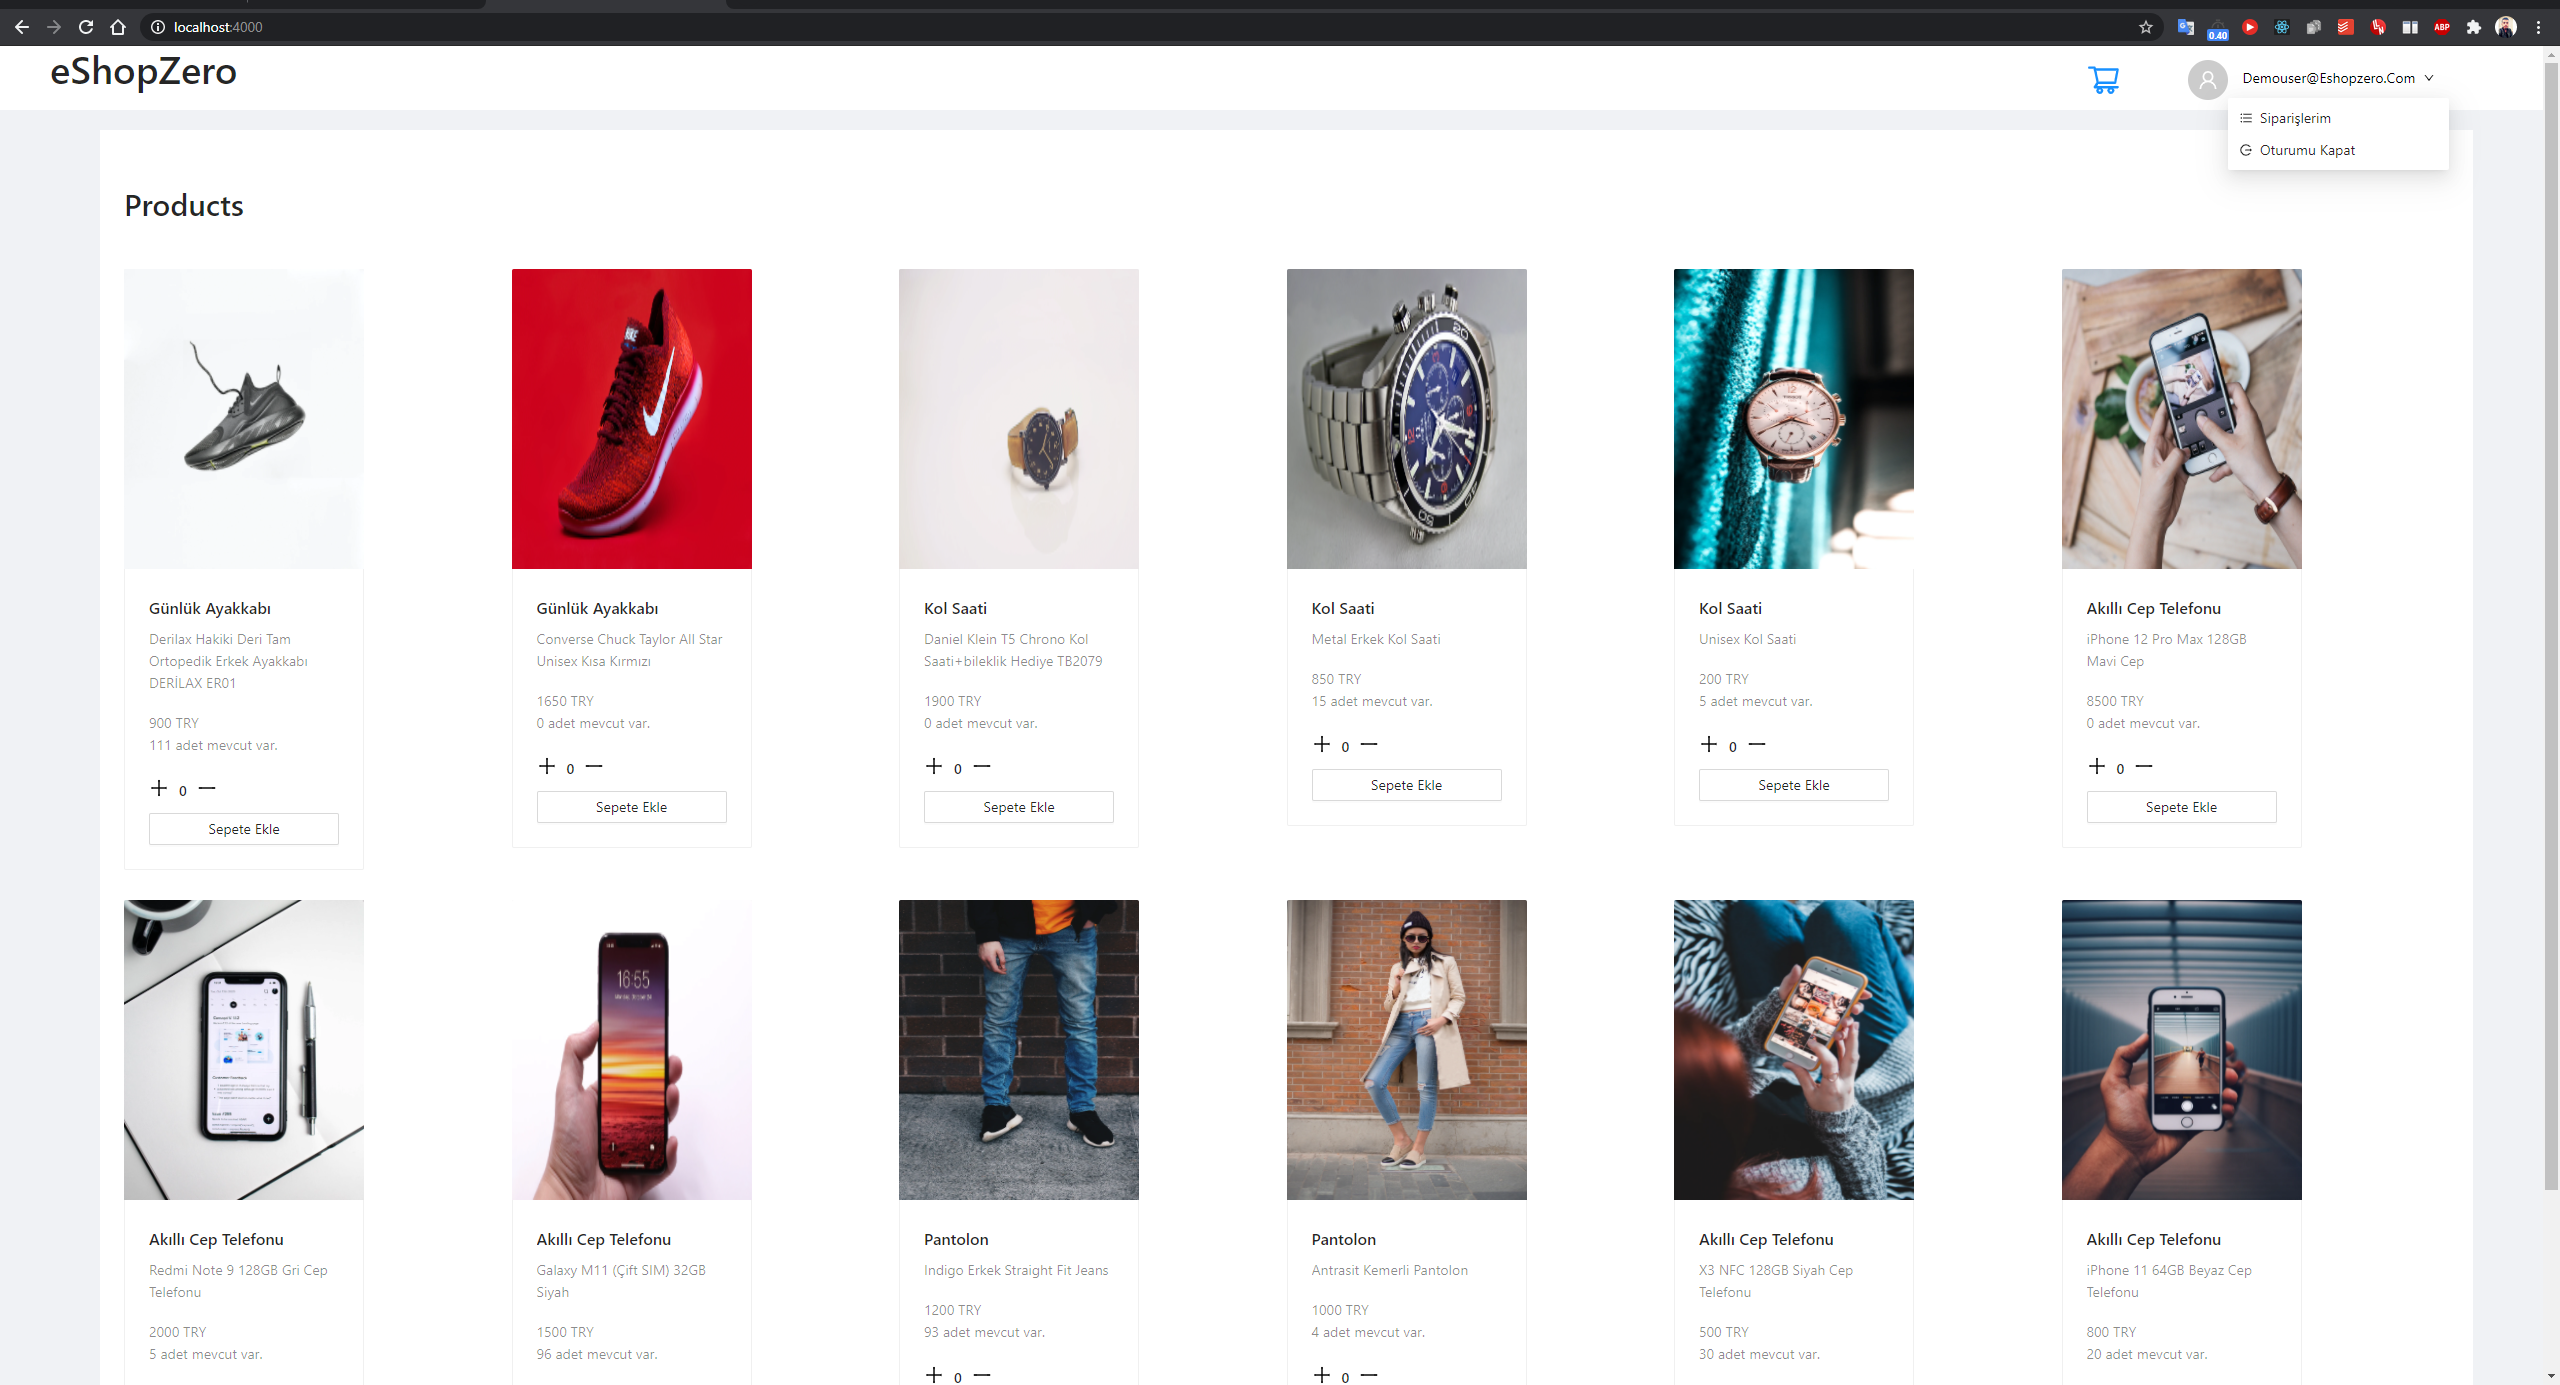 localhost:4000
0.40
ABP
eShopZero
Demouser@Eshopzero.Com
Siparişlerim
Oturumu Kapat
Products
Günlük Ayakkabı
Derilax Hakiki Deri Tam
Ortopedik Erkek Ayakkabı
DERİLAX ER01
900 TRY
111 adet mevcut var.
0
Sepete Ekle
Günlük Ayakkabı
Converse Chuck Taylor All Star
Unisex Kısa Kırmızı
1650 TRY
0 adet mevcut var.
0
Sepete Ekle
Kol Saati
Daniel Klein T5 Chrono Kol
Saati+bileklik Hediye TB2079
1900 TRY
0 adet mevcut var.
0
Sepete Ekle
20
50
Kol Saati
Metal Erkek Kol Saati
850 TRY
15 adet mevcut var.
0
Sepete Ekle
Kol Saati
Unisex Kol Saati
200 TRY
5 adet mevcut var.
0
Sepete Ekle
Akıllı Cep Telefonu
iPhone 12 Pro Max 128GB
Mavi Cep
8500 TRY
0 adet mevcut var.
0
Sepete Ekle
Akıllı Cep Telefonu
Redmi Note 9 128GB Gri Cep
Telefonu
2000 TRY
5 adet mevcut var.
16:55
Akıllı Cep Telefonu
Galaxy M11 (Çift SIM) 32GB
Siyah
1500 TRY
96 adet mevcut var.
Pantolon
Indigo Erkek Straight Fit Jeans
1200 TRY
93 adet mevcut var.
0
Pantolon
Antrasit Kemerli Pantolon
1000 TRY
4 adet mevcut var.
0
Akıllı Cep Telefonu
X3 NFC 128GB Siyah Cep
Telefonu
500 TRY
30 adet mevcut var.
Akıllı Cep Telefonu
iPhone 11 64GB Beyaz Cep
Telefonu
800 TRY
20 adet mevcut var.